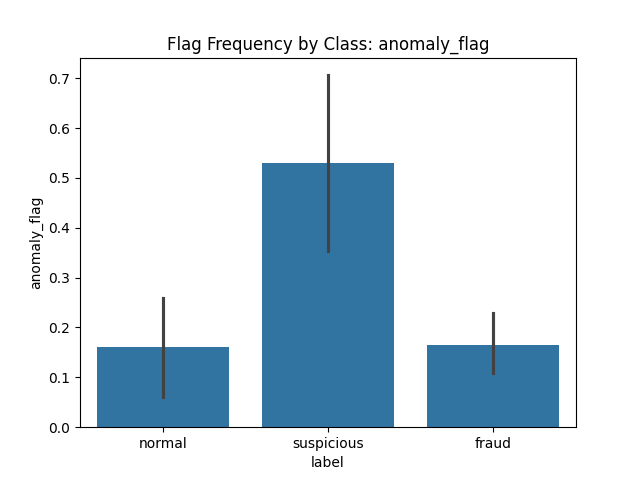 Flag Frequency by Class: anomaly_flag
0.7
0.6
0.5
0.4
0.3
0.2
0.1
0.0
anomaly_flag
normal
suspicious
fraud
label